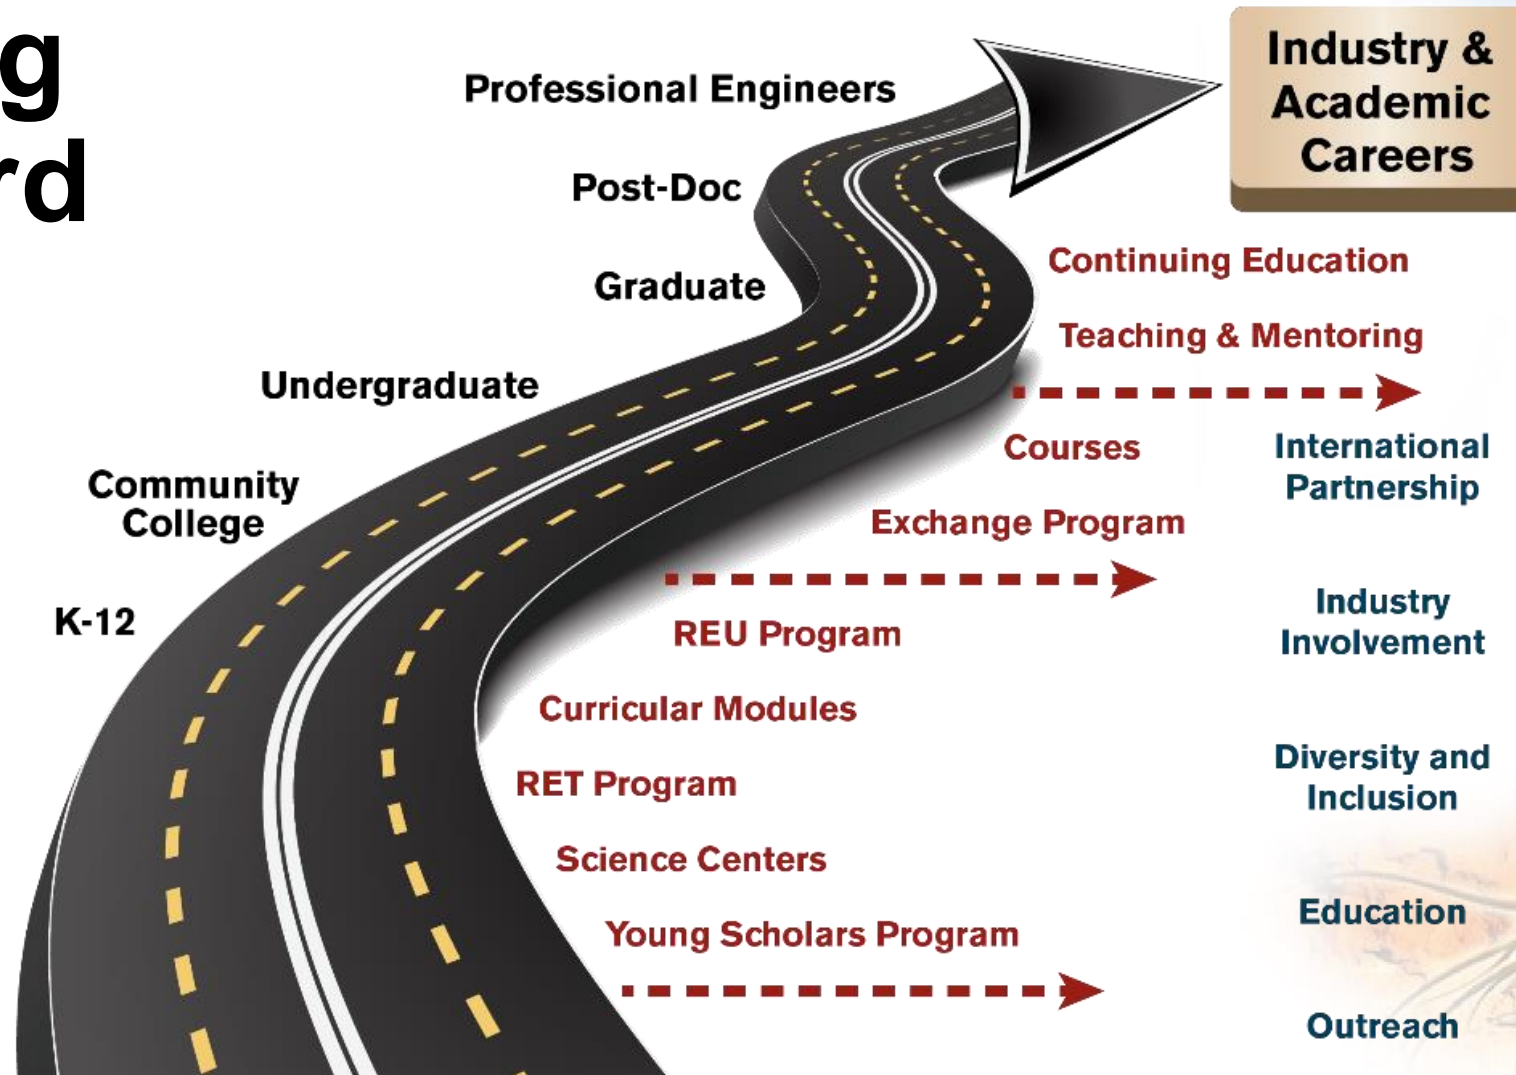 g
rd
Industry &
Academic
Careers
Professional Engineers
Post-Doc
Graduate
Undergraduate
Community
College
K-12
Continuing Education
Teaching & Mentoring
Courses
Exchange Program
REU Program
Curricular Modules
RET Program
Science Centers
Young Scholars Program
International
Partnership
Industry
Involvement
Diversity and
Inclusion
Education
Outreach